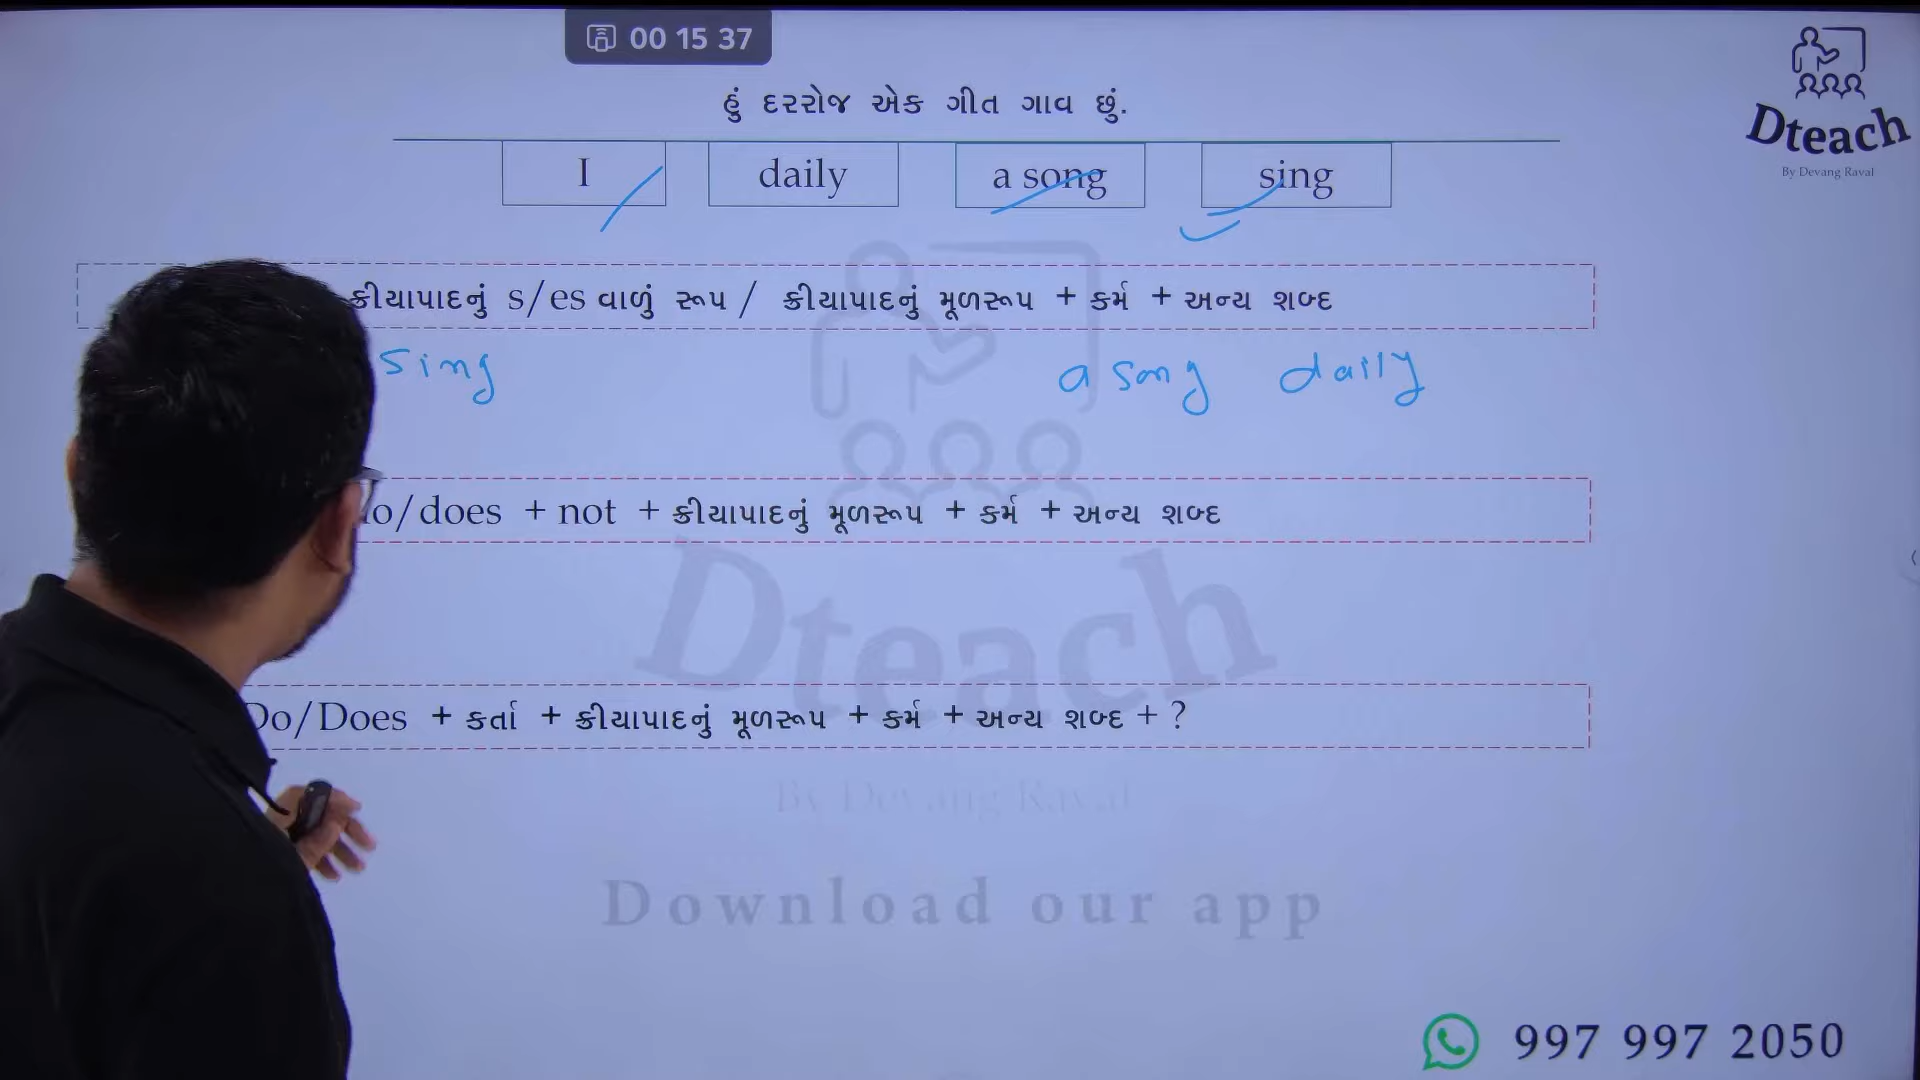 00 15 37
Dteach
By Devang Raval
હું દરરોજ એક ગીત ગાવ છું.
I daily a song sing
ક્રીયાપાદનું s/es વાળું રૂપ / ક્રીયાપાદનું મૂળરૂપ + કર્મ + અન્ય શબ્દ
sing a song daily
o/does + not + ક્રીયાપાદનું મૂળરૂપ + કર્મ + અન્ય શબ્દ
Dteach
Do/Does + કર્તા + ક્રીયાપાદનું મૂળરૂપ + કર્મ + અન્ય શબ્દ + ?
By Devang Raval
Download our app
997 997 2050